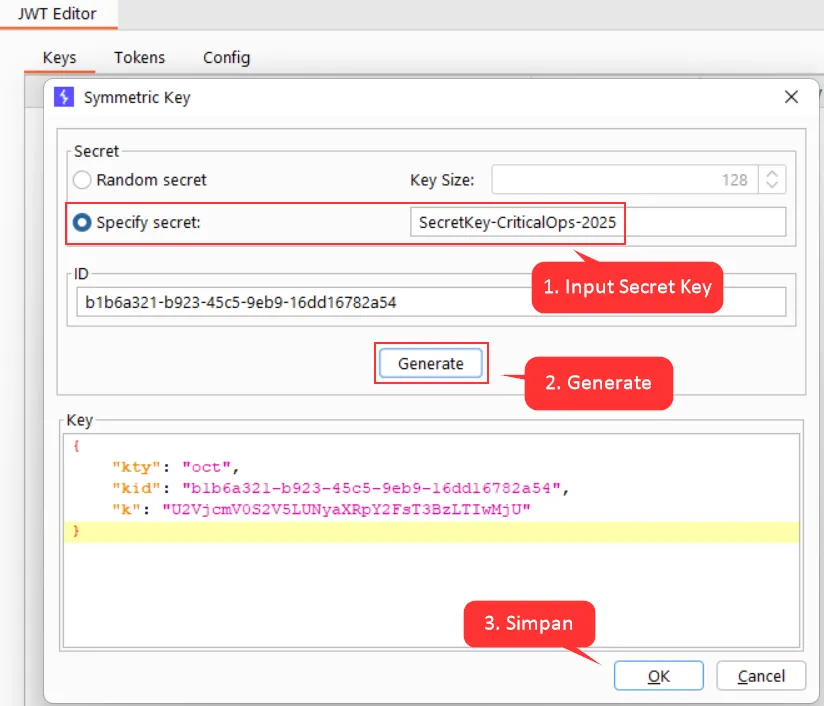 JWT Editor
Keys Tokens Config
Symmetric Key
Secret
Random secret Key Size: 128
Specify secret: SecretKey-CriticalOps-2025
1. Input Secret Key
ID
b1b6a321-b923-45c5-9eb9-16dd16782a54
Generate
2. Generate
Key
{
"kty": "oct",
"kid": "b1b6a321-b923-45c5-9eb9-16dd16782a54",
"k": "U2VjcmV0S2V5LUNyaXRpY2FsT3BzLTIwMjU"
}
3. Simpan
OK Cancel